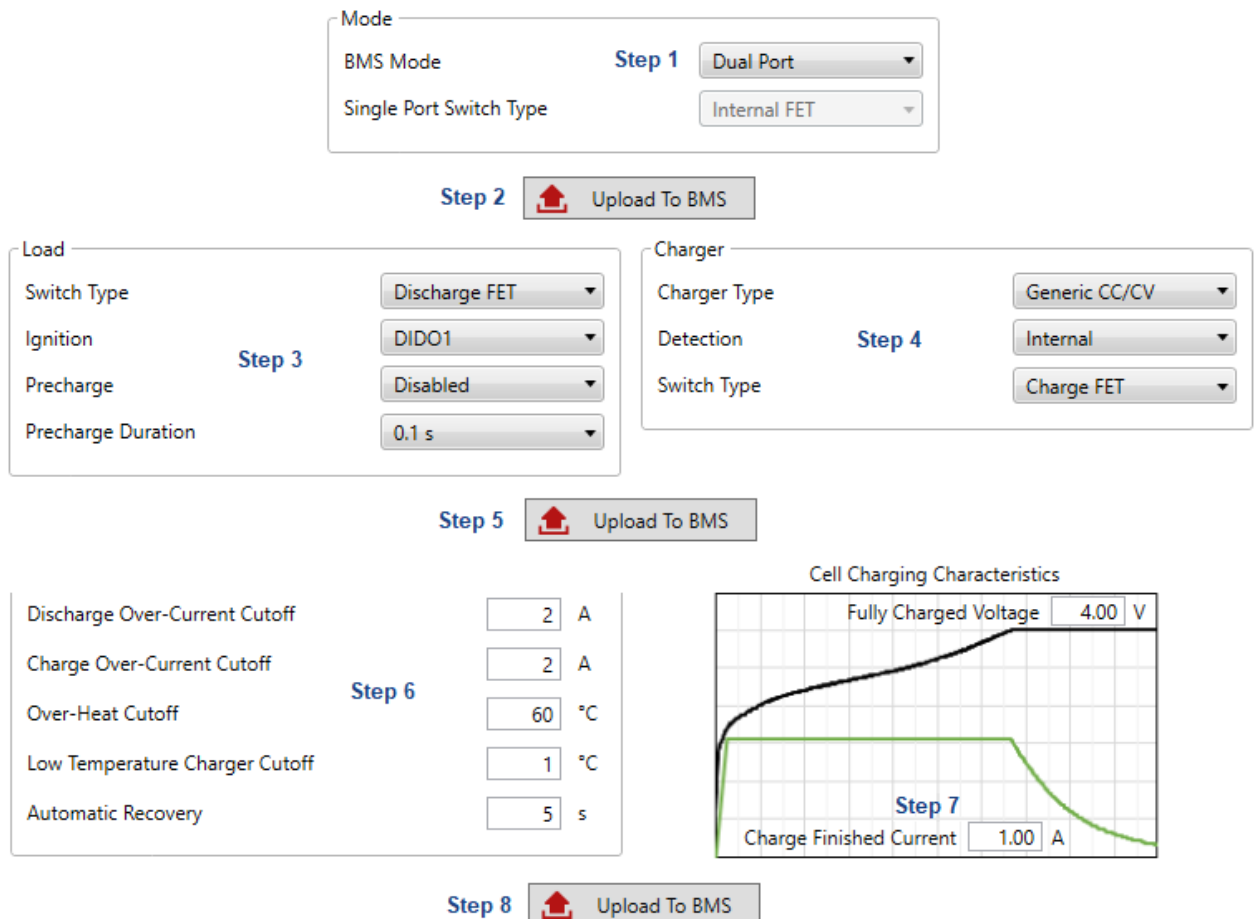 Mode
BMS Mode Step 1 Dual Port
Single Port Switch Type Internal FET
Step 2 Upload To BMS
Load
Switch Type Discharge FET
Ignition DIDO1
Step 3
Precharge Disabled
Precharge Duration 0.1 s
Charger
Charger Type Generic CC/CV
Detection Step 4 Internal
Switch Type Charge FET
Step 5 Upload To BMS
Discharge Over-Current Cutoff 2 A
Charge Over-Current Cutoff 2 A
Step 6
Over-Heat Cutoff 60 °C
Low Temperature Charger Cutoff 1 °C
Automatic Recovery 5 s
Cell Charging Characteristics
Fully Charged Voltage 4.00 V
Step 7
Charge Finished Current 1.00 A
Step 8 Upload To BMS